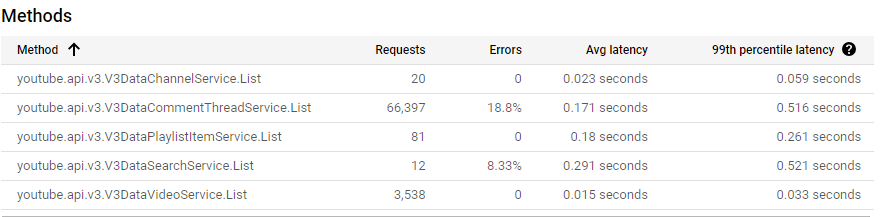 Methods
Method ↑ Requests Errors Avg latency 99th percentile latency ?
youtube.api.v3.V3DataChannelService.List 20 0 0.023 seconds 0.059 seconds
youtube.api.v3.V3DataCommentThreadService.List 66,397 18.8% 0.171 seconds 0.516 seconds
youtube.api.v3.V3DataPlaylistItemService.List 81 0 0.18 seconds 0.261 seconds
youtube.api.v3.V3DataSearchService.List 12 8.33% 0.291 seconds 0.521 seconds
youtube.api.v3.V3DataVideoService.List 3,538 0 0.015 seconds 0.033 seconds